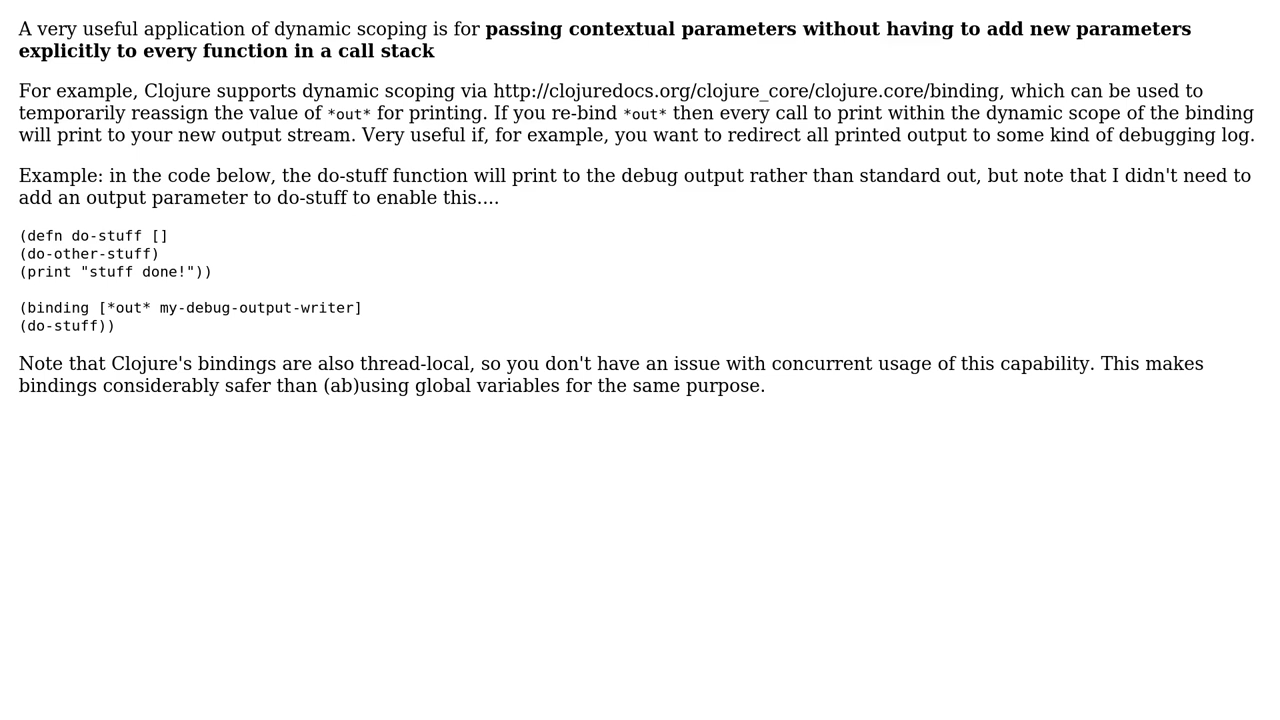 A very useful application of dynamic scoping is for passing contextual parameters without having to add new parameters
explicitly to every function in a call stack
For example, Clojure supports dynamic scoping via http://clojuredocs.org/clojure_core/clojure.core/binding, which can be used to
temporarily reassign the value of *out* for printing. If you re-bind *out* then every call to print within the dynamic scope of the binding
will print to your new output stream. Very useful if, for example, you want to redirect all printed output to some kind of debugging log.
Example: in the code below, the do-stuff function will print to the debug output rather than standard out, but note that I didn't need to
add an output parameter to do-stuff to enable this....
(defn do-stuff []
(do-other-stuff)
(print "stuff done!"))
(binding [*out* my-debug-output-writer]
(do-stuff))
Note that Clojure's bindings are also thread-local, so you don't have an issue with concurrent usage of this capability. This makes
bindings considerably safer than (ab)using global variables for the same purpose.